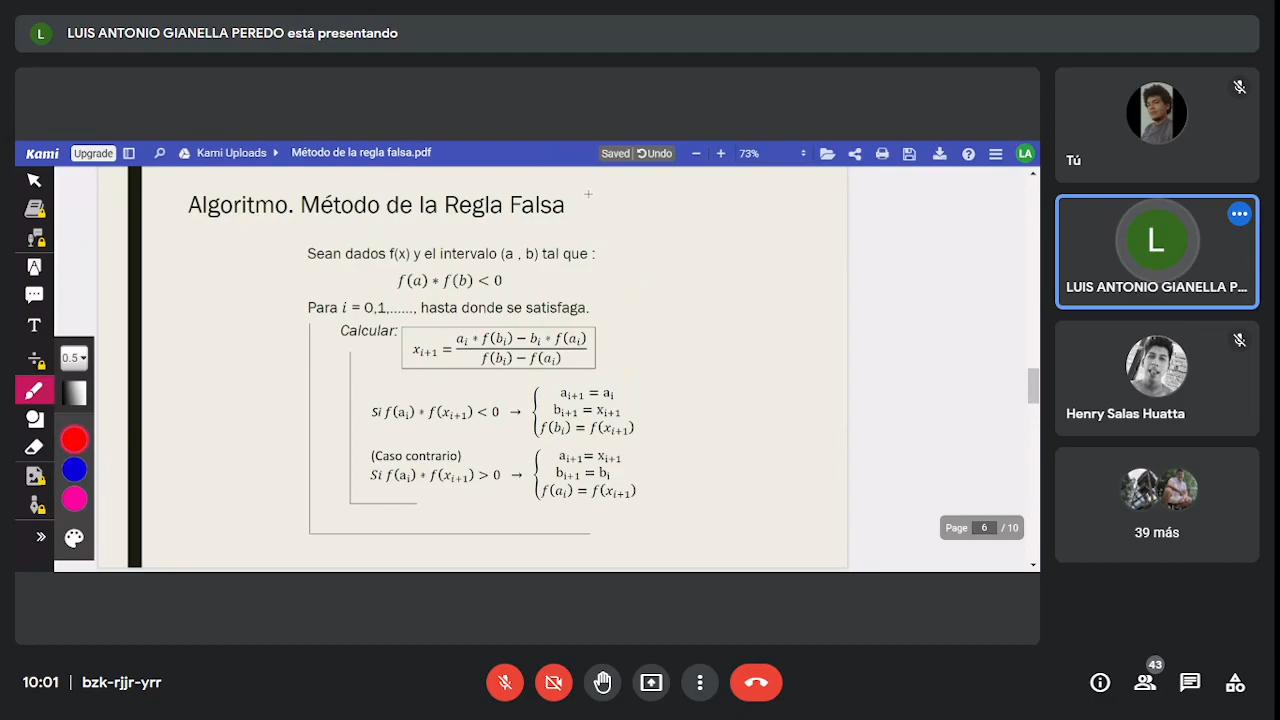 L LUIS ANTONIO GIANELLA PEREDO está presentando
Kami Upgrade Kami Uploads Método de la regla falsa.pdf Saved Undo − + 73% LA
Algoritmo. Método de la Regla Falsa
Sean dados f(x) y el intervalo (a , b) tal que :
f(a) ∗ f(b) < 0
Para i = 0,1,......, hasta donde se satisfaga.
Calcular: x_{i+1} = (a_i ∗ f(b_i) − b_i ∗ f(a_i)) / (f(b_i) − f(a_i))
Si f(a_i) ∗ f(x_{i+1}) < 0 →
a_{i+1} = a_i
b_{i+1} = x_{i+1}
f(b_i) = f(x_{i+1})
(Caso contrario)
Si f(a_i) ∗ f(x_{i+1}) > 0 →
a_{i+1} = x_{i+1}
b_{i+1} = b_i
f(a_i) = f(x_{i+1})
0.5
Page 6 / 10
Tú
L
LUIS ANTONIO GIANELLA P...
Henry Salas Huatta
39 más
10:01 | bzk-rjjr-yrr
43